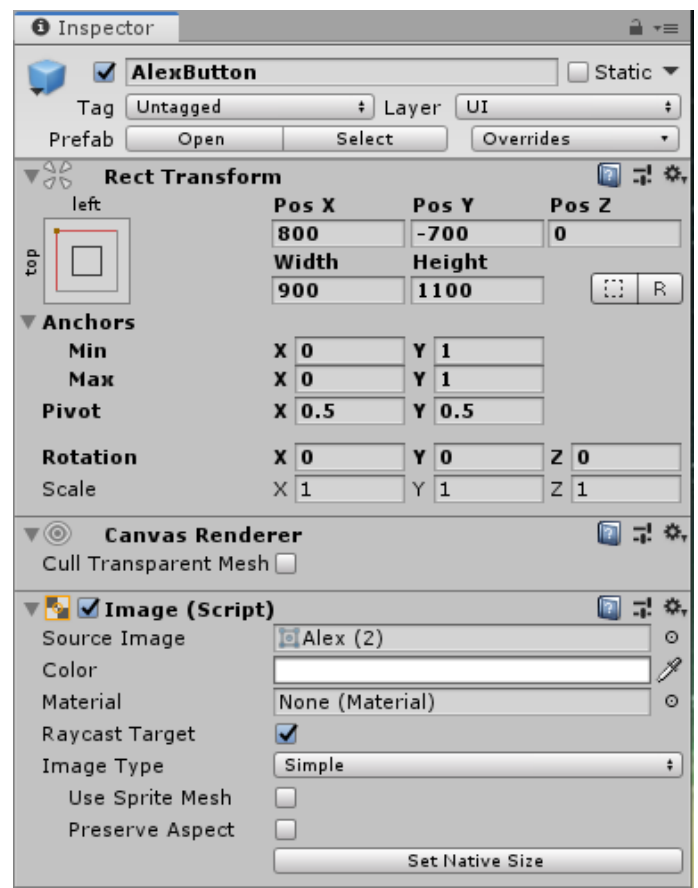 Inspector
AlexButton Static
Tag Untagged Layer UI
Prefab Open Select Overrides
Rect Transform
left Pos X Pos Y Pos Z
top 800 -700 0
Width Height
900 1100 R
Anchors
Min X 0 Y 1
Max X 0 Y 1
Pivot X 0.5 Y 0.5
Rotation X 0 Y 0 Z 0
Scale X 1 Y 1 Z 1
Canvas Renderer
Cull Transparent Mesh
Image (Script)
Source Image Alex (2)
Color
Material None (Material)
Raycast Target
Image Type Simple
Use Sprite Mesh
Preserve Aspect
Set Native Size